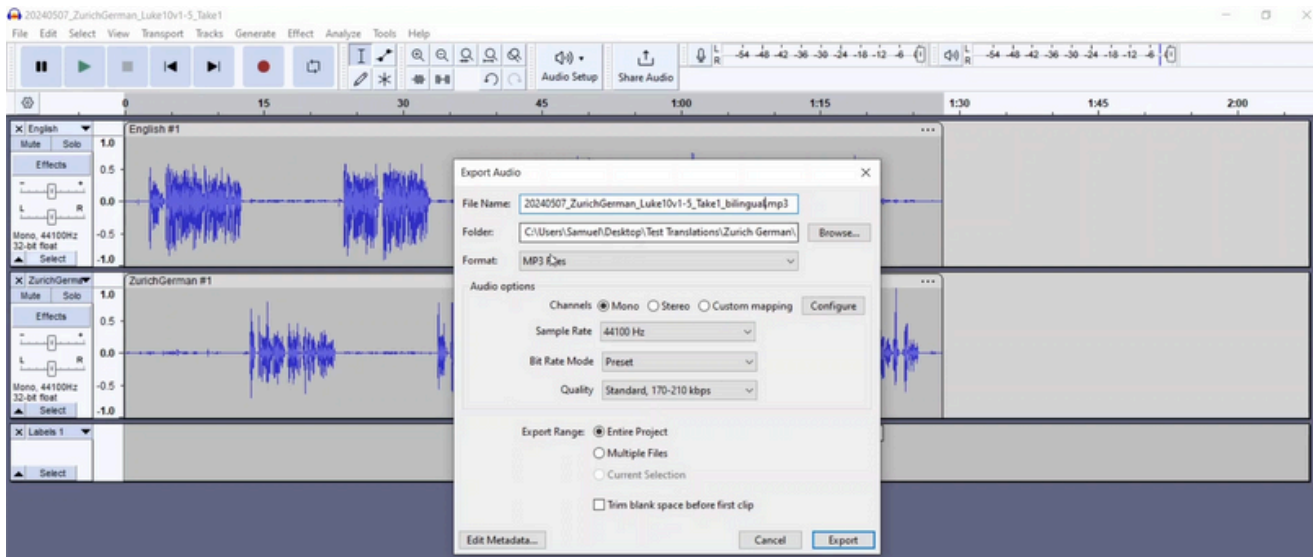 20240507_ZurichGerman_Luke10v1-5_Take1
File Edit Select View Transport Tracks Generate Effect Analyze Tools Help
Audio Setup Share Audio
L R -54 -48 -42 -36 -30 -24 -18 -12 -6 0 L R -54 -48 -42 -36 -30 -24 -18 -12 -6 0
0 15 30 45 1:00 1:15 1:30 1:45 2:00
English English #1
Mute Solo 1.0
Effects 0.5
- + 0.0
L R
Mono, 44100Hz -0.5
32-bit float
Select -1.0
ZurichGerman #1
Mute Solo 1.0
Effects 0.5
- + 0.0
L R
Mono, 44100Hz -0.5
32-bit float
Select -1.0
Labels 1
Select
Export Audio
File Name: 20240507_ZurichGerman_Luke10v1-5_Take1_bilingual.mp3
Folder: C:\Users\Samuel\Desktop\Test Translations\Zurich German\ Browse...
Format: MP3 Files
Audio options
Channels Mono Stereo Custom mapping Configure
Sample Rate 44100 Hz
Bit Rate Mode Preset
Quality Standard, 170-210 kbps
Export Range: Entire Project
Multiple Files
Current Selection
Trim blank space before first clip
Edit Metadata... Cancel Export